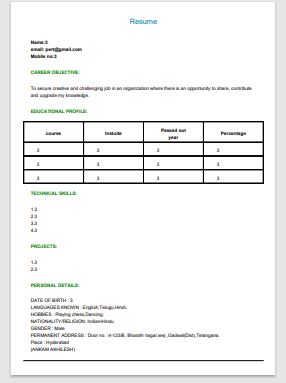 Resume
Name:3
email: pert@gmail.com
Mobile no:3
CAREER OBJECTIVE:
To secure creative and challenging job in an organization where there is an opportunity to share, contribute
and upgrade my knowledge.
EDUCATIONAL PROFILE:
course Instuite Passed out year Percentage
3 3 3 3
3 3 3 3
3 3 3 3
TECHNICAL SKILLS:
1.3
2.3
3.3
4.3
PROJECTS:
1.3
2.3
PERSONAL DETAILS:
DATE OF BIRTH : 3
LANGUAGES KNOWN : English,Telugu,Hindi.
HOBBIES : Playing chess,Dancing.
NATIONALITY/RELIGION: Indian/Hindu
GENDER : Male
PERMANENT ADDRESS : Door no :4-123/B, Bharath nagar,ieej ,Gadwal(Dist),Telangana.
Place : Hyderabad
(ANKAM AKHILESH)